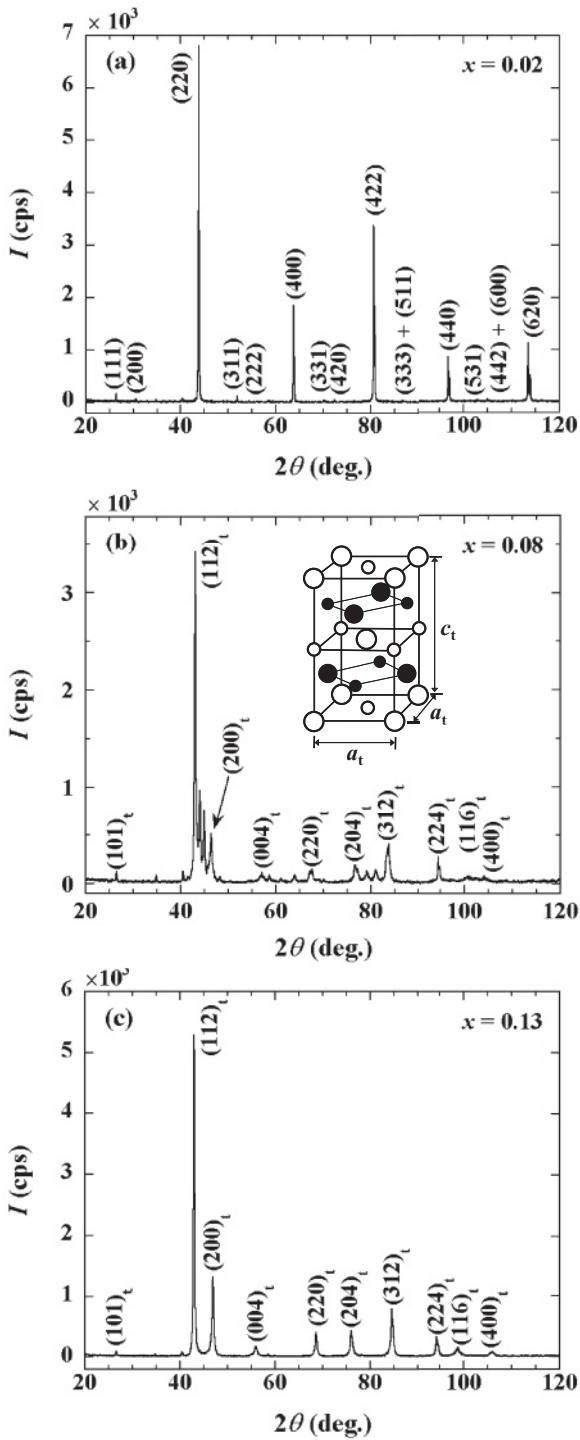 × 10³
(a)
x = 0.02
7
6
5
4
3
2
1
0
I (cps)
(111)
(200)
(220)
(311)
(222)
(400)
(331)
(420)
(422)
(333) + (511)
(440)
(531)
(442) + (600)
(620)
20 40 60 80 100 120
2θ (deg.)
× 10³
(b)
x = 0.08
3
2
1
0
I (cps)
(101)t
(112)t
(200)t
(004)t
(220)t
(204)t
(312)t
(224)t
(116)t
(400)t
ct
at
at
20 40 60 80 100 120
2θ (deg.)
×10³
(c)
x = 0.13
6
5
4
3
2
1
0
I (cps)
(101)t
(112)t
(200)t
(004)t
(220)t
(204)t
(312)t
(224)t
(116)t
(400)t
20 40 60 80 100 120
2θ (deg.)